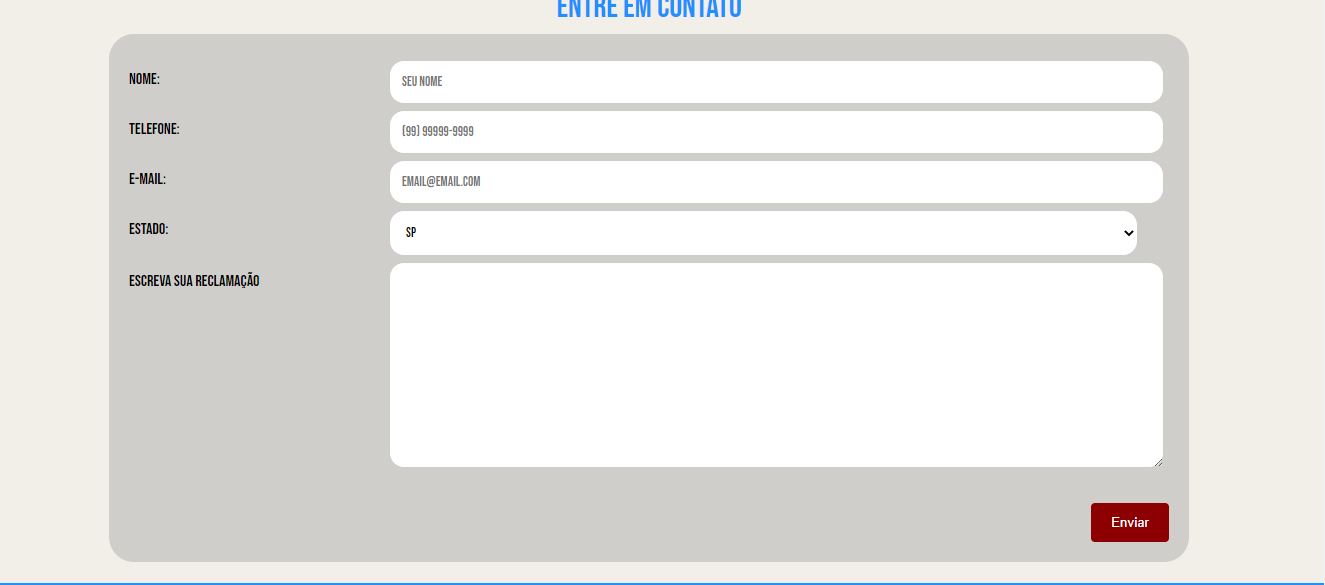 ENTRE EM CONTATO
NOME:
SEU NOME
TELEFONE:
(99) 99999-9999
E-MAIL:
EMAIL@EMAIL.COM
ESTADO:
SP
ESCREVA SUA RECLAMAÇÃO
Enviar